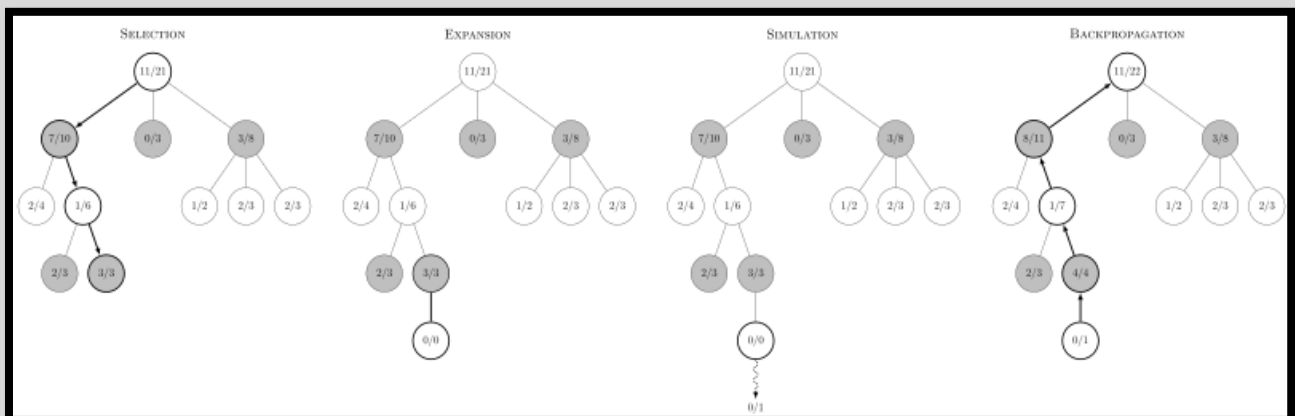 SELECTION EXPANSION SIMULATION BACKPROPAGATION
11/21 11/21 11/21 11/22
7/10 0/3 3/8 7/10 0/3 3/8 7/10 0/3 3/8 8/11 0/3 3/8
2/4 1/6 1/2 2/3 2/3 2/4 1/6 1/2 2/3 2/3 2/4 1/6 1/2 2/3 2/3 2/4 1/7 1/2 2/3 2/3
2/3 3/3 2/3 3/3 2/3 3/3 2/3 4/4
0/0 0/0 0/1
0/1